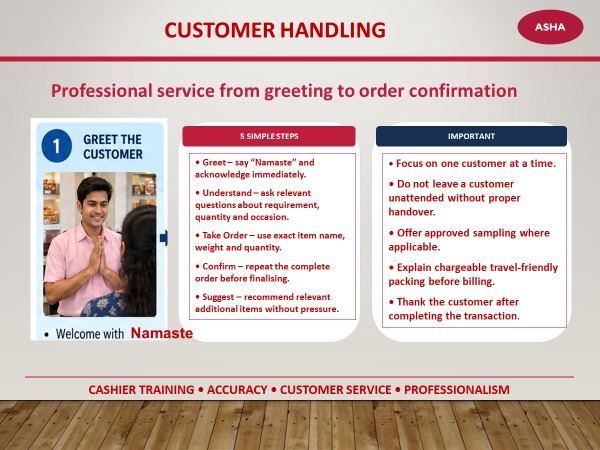 CUSTOMER HANDLING
ASHA
Professional service from greeting to order confirmation
1 GREET THE
CUSTOMER
• Welcome with Namaste
5 SIMPLE STEPS
• Greet – say “Namaste” and
acknowledge immediately.
• Understand – ask relevant
questions about requirement,
quantity and occasion.
• Take Order – use exact item name,
weight and quantity.
• Confirm – repeat the complete
order before finalising.
• Suggest – recommend relevant
additional items without pressure.
IMPORTANT
• Focus on one customer at a time.
• Do not leave a customer
unattended without proper
handover.
• Offer approved sampling where
applicable.
• Explain chargeable travel-friendly
packing before billing.
• Thank the customer after
completing the transaction.
CASHIER TRAINING • ACCURACY • CUSTOMER SERVICE • PROFESSIONALISM